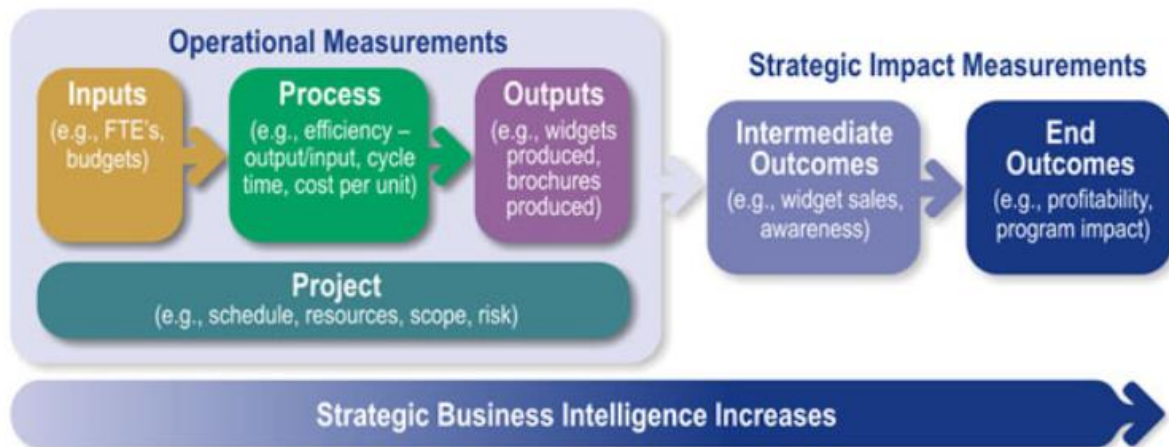 Operational Measurements
Inputs
(e.g., FTE's,
budgets)
Process
(e.g., efficiency –
output/input, cycle
time, cost per unit)
Outputs
(e.g., widgets
produced,
brochures
produced)
Project
(e.g., schedule, resources, scope, risk)
Strategic Impact Measurements
Intermediate
Outcomes
(e.g., widget sales,
awareness)
End
Outcomes
(e.g., profitability,
program impact)
Strategic Business Intelligence Increases